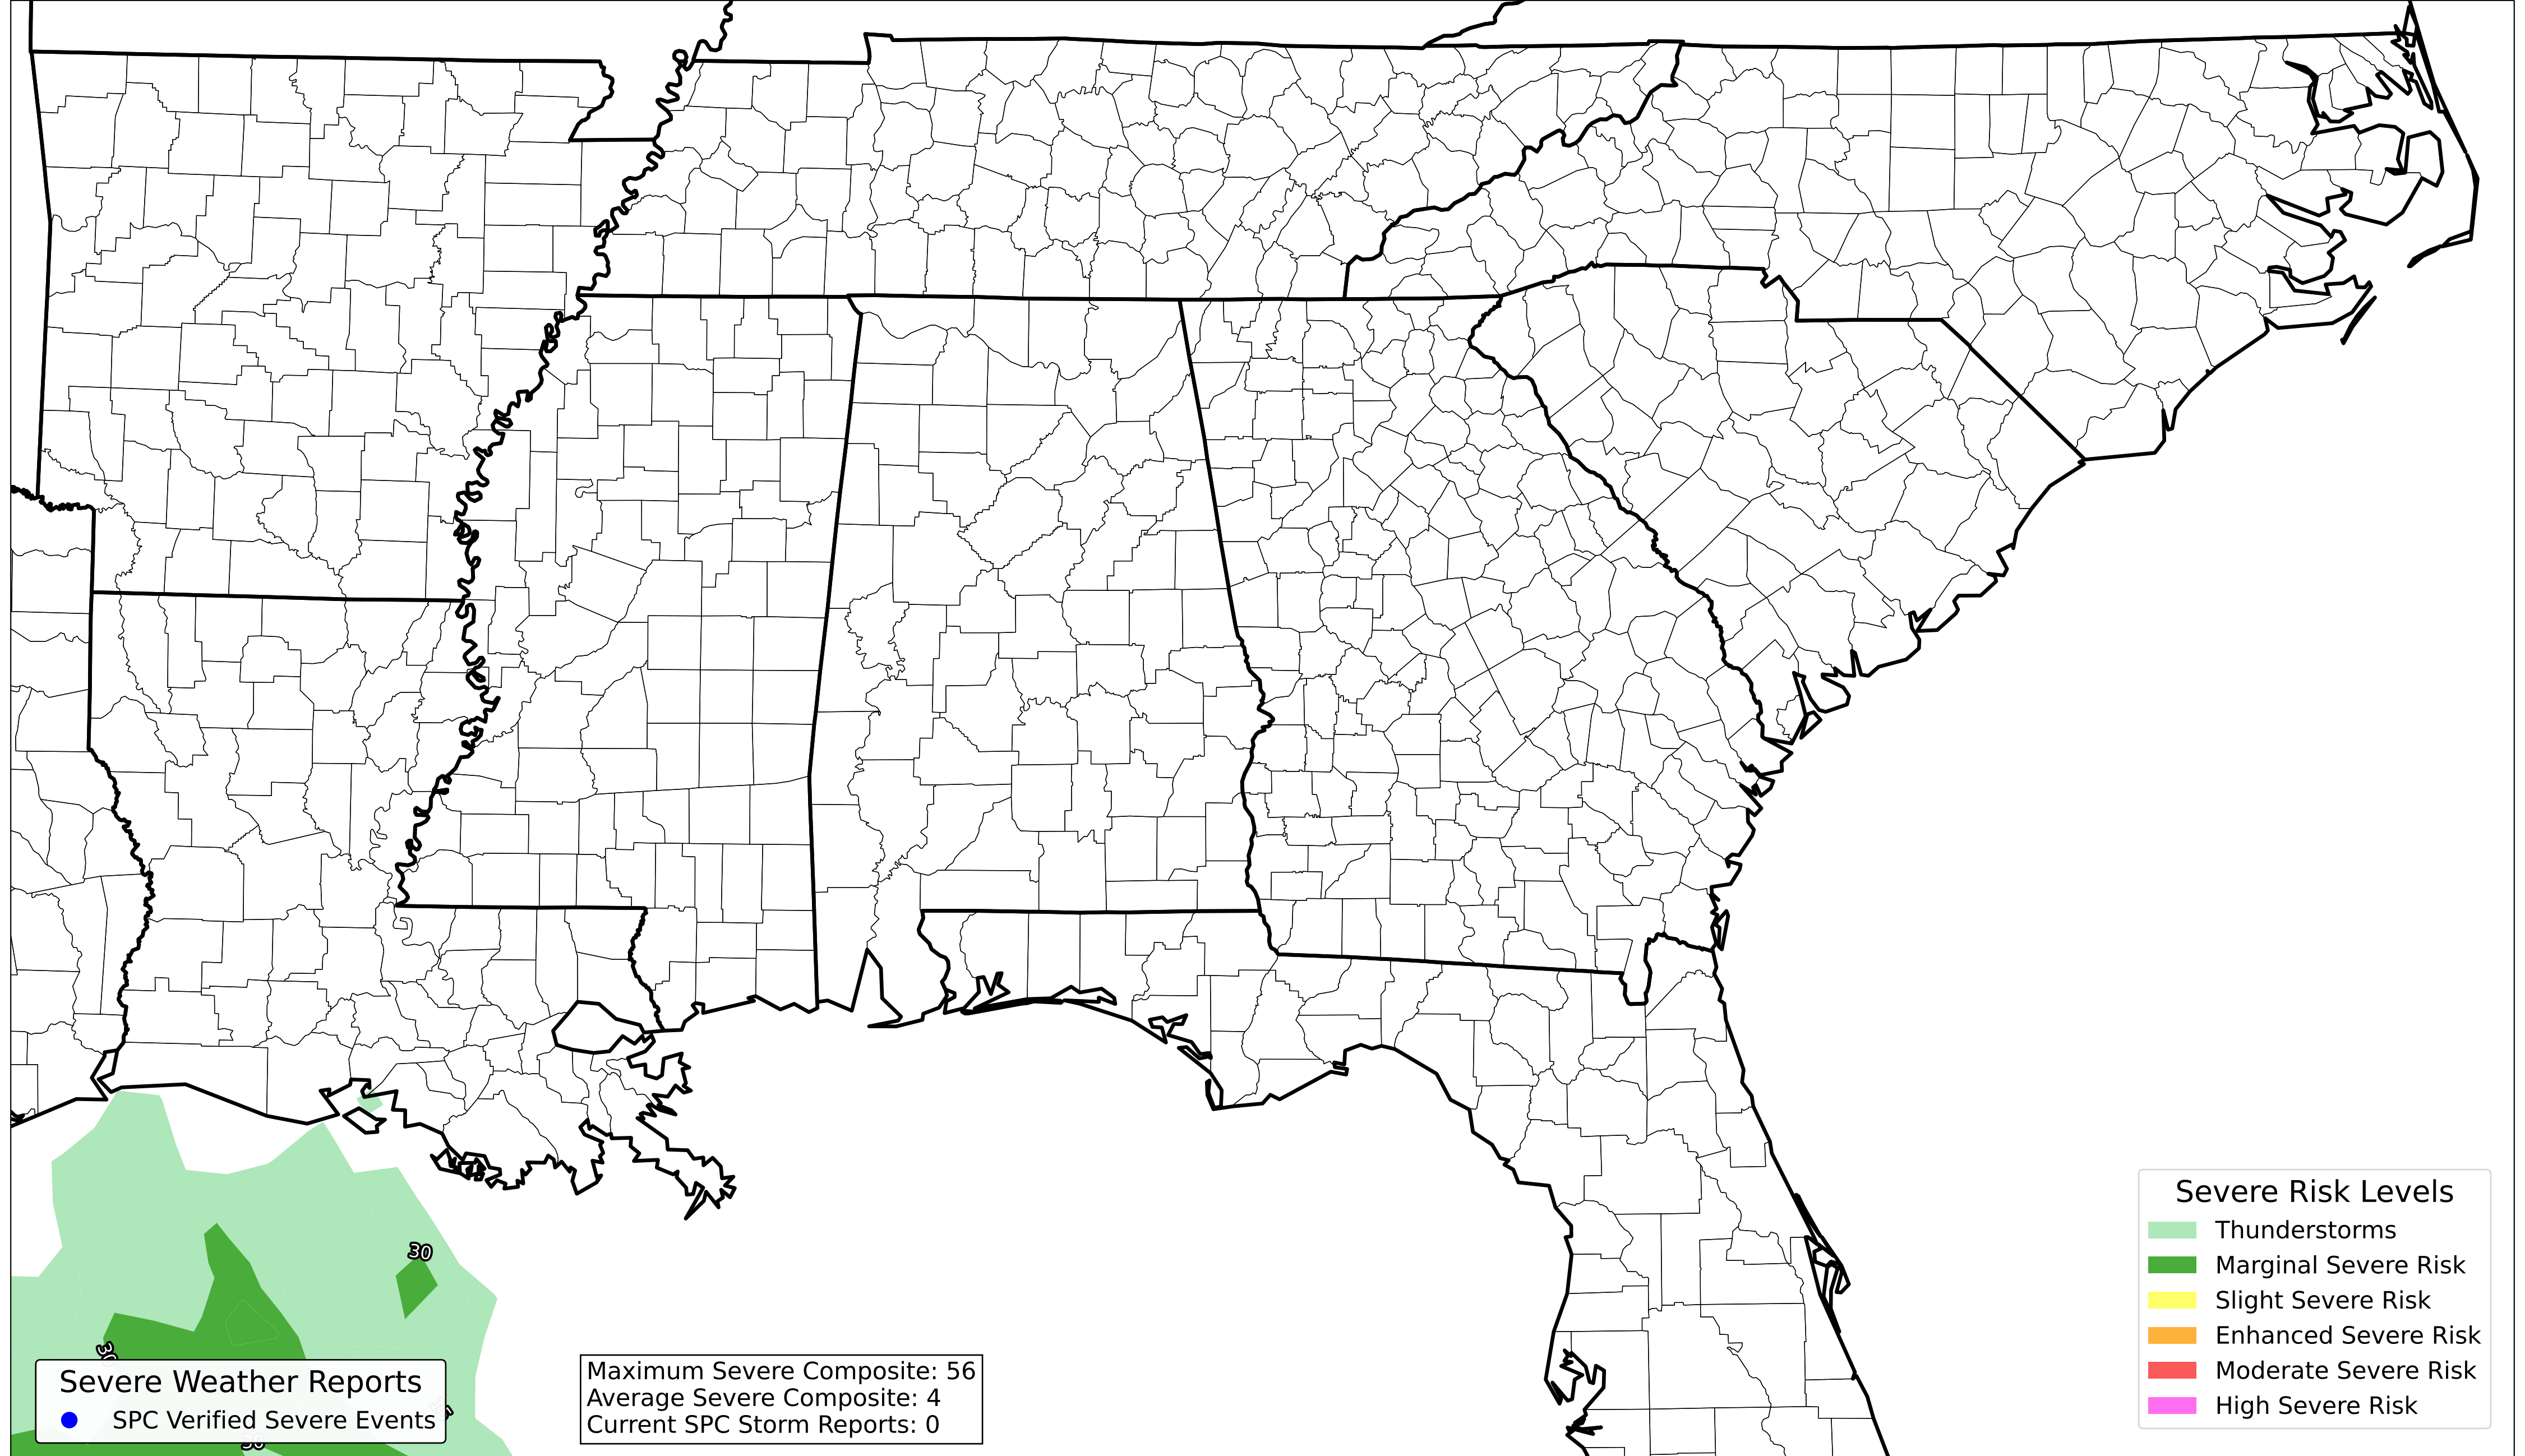 30
30
Severe Weather Reports
SPC Verified Severe Events
30
Maximum Severe Composite: 56
Average Severe Composite: 4
Current SPC Storm Reports: 0
Severe Risk Levels
Thunderstorms
Marginal Severe Risk
Slight Severe Risk
Enhanced Severe Risk
Moderate Severe Risk
High Severe Risk